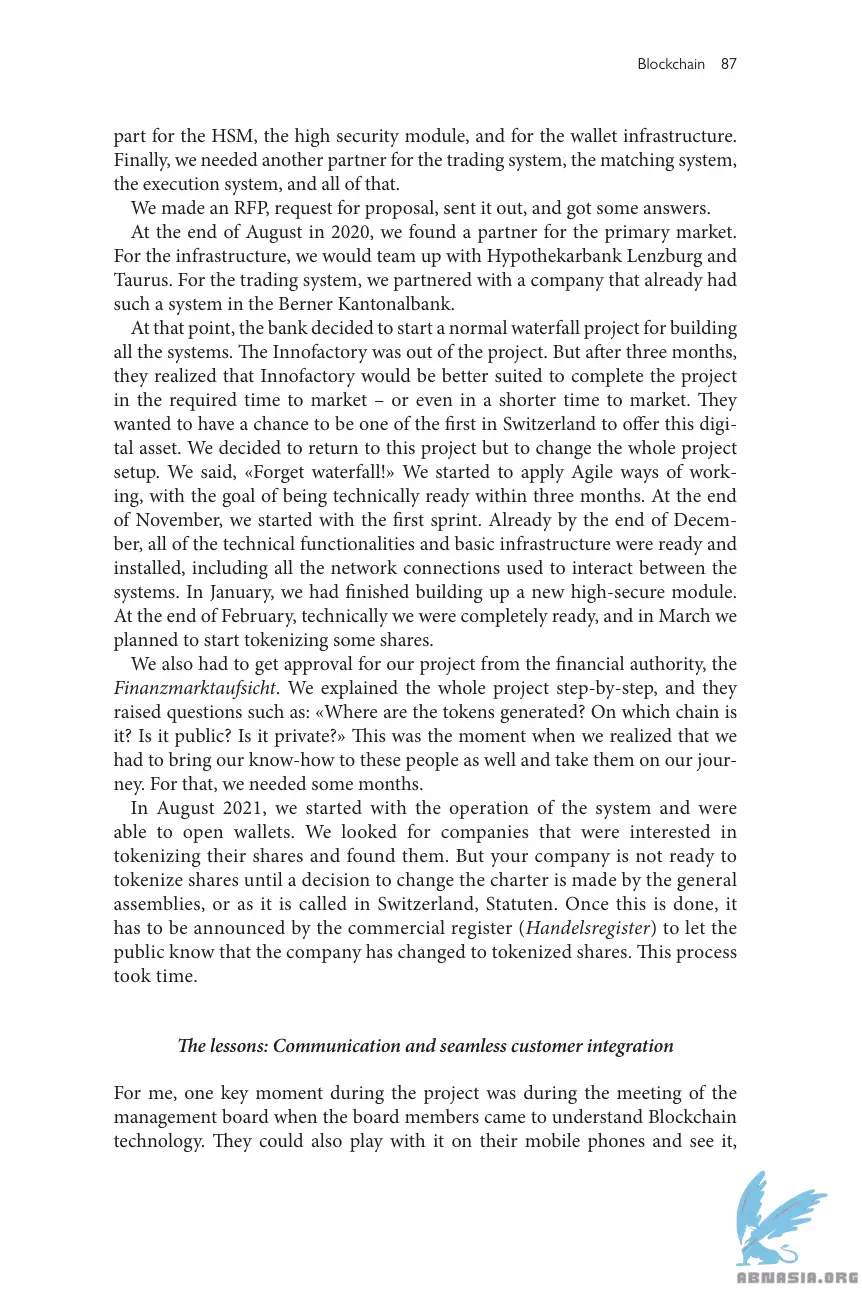 Blockchain 87
part for the HSM, the high security module, and for the wallet infrastructure.
Finally, we needed another partner for the trading system, the matching system,
the execution system, and all of that.
We made an RFP, request for proposal, sent it out, and got some answers.
At the end of August in 2020, we found a partner for the primary market.
For the infrastructure, we would team up with Hypothekarbank Lenzburg and
Taurus. For the trading system, we partnered with a company that already had
such a system in the Berner Kantonalbank.
At that point, the bank decided to start a normal waterfall project for building
all the systems. The Innofactory was out of the project. But after three months,
they realized that Innofactory would be better suited to complete the project
in the required time to market – or even in a shorter time to market. They
wanted to have a chance to be one of the first in Switzerland to offer this digi-
tal asset. We decided to return to this project but to change the whole project
setup. We said, «Forget waterfall!» We started to apply Agile ways of work-
ing, with the goal of being technically ready within three months. At the end
of November, we started with the first sprint. Already by the end of Decem-
ber, all of the technical functionalities and basic infrastructure were ready and
installed, including all the network connections used to interact between the
systems. In January, we had finished building up a new high-secure module.
At the end of February, technically we were completely ready, and in March we
planned to start tokenizing some shares.
We also had to get approval for our project from the financial authority, the
Finanzmarktaufsicht. We explained the whole project step-by-step, and they
raised questions such as: «Where are the tokens generated? On which chain is
it? Is it public? Is it private?» This was the moment when we realized that we
had to bring our know-how to these people as well and take them on our jour-
ney. For that, we needed some months.
In August 2021, we started with the operation of the system and were
able to open wallets. We looked for companies that were interested in
tokenizing their shares and found them. But your company is not ready to
tokenize shares until a decision to change the charter is made by the general
assemblies, or as it is called in Switzerland, Statuten. Once this is done, it
has to be announced by the commercial register (Handelsregister) to let the
public know that the company has changed to tokenized shares. This process
took time.
The lessons: Communication and seamless customer integration
For me, one key moment during the project was during the meeting of the
management board when the board members came to understand Blockchain
technology. They could also play with it on their mobile phones and see it,
ABNASIA.ORG